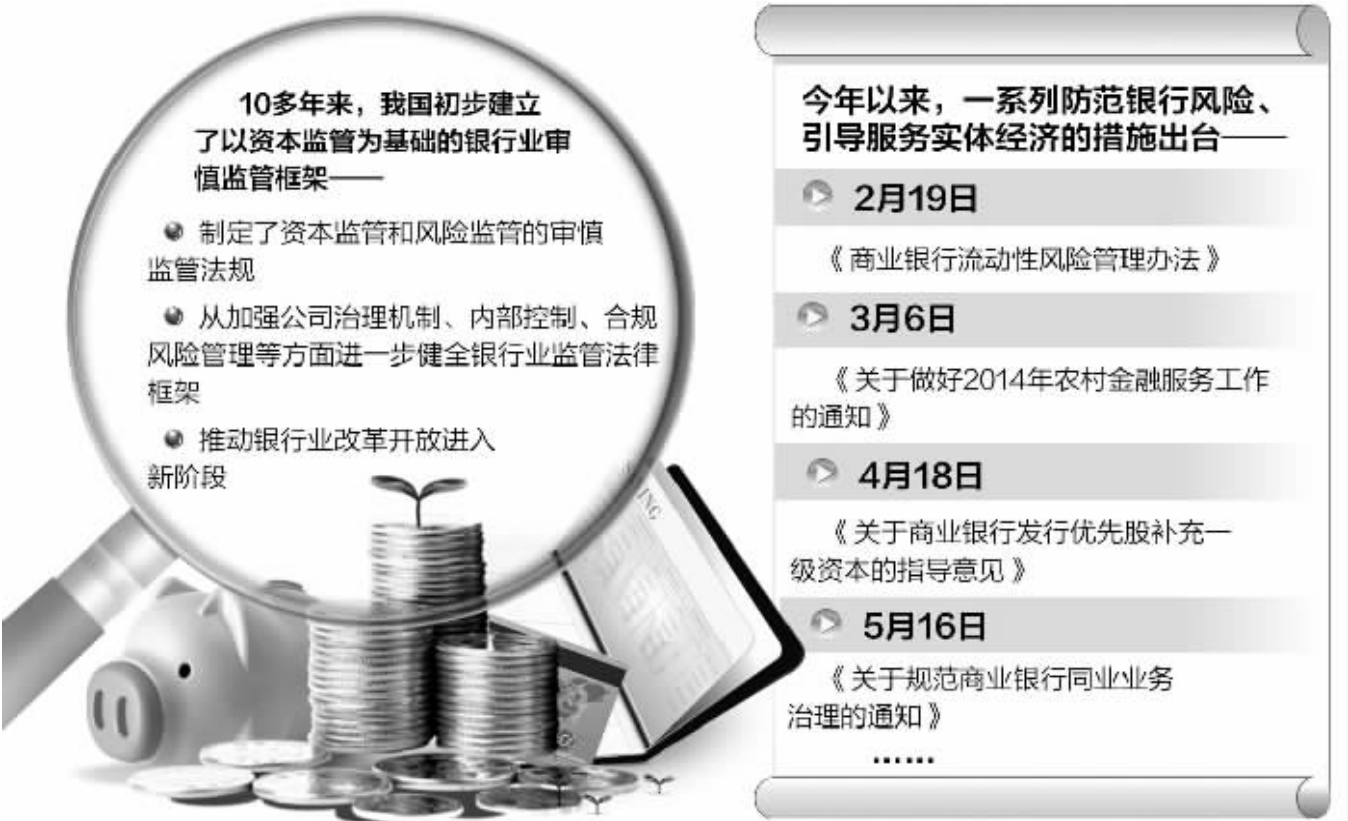 10多年来，我国初步建立
了以资本监管为基础的银行业审
慎监管框架——
制定了资本监管和风险监管的审慎
监管法规
从加强公司治理机制、内部控制、合规
风险管理等方面进一步健全银行业监管法律
框架
推动银行业改革开放进入
新阶段
今年以来，一系列防范银行风险、
引导服务实体经济的措施出台——
2月19日
《商业银行流动性风险管理办法》
3月6日
《关于做好2014年农村金融服务工作
的通知》
4月18日
《关于商业银行发行优先股补充一
级资本的指导意见》
5月16日
《关于规范商业银行同业业务
治理的通知》
……